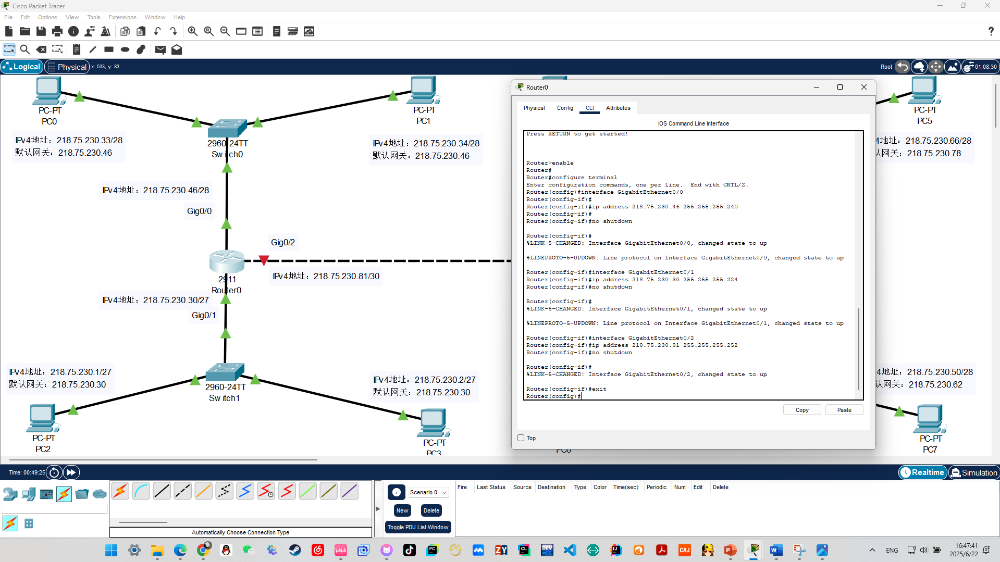 Cisco Packet Tracer
File Edit Options View Tools Extensions Window Help
Logical Physical x: 533, y: 83
Root 01:08:30
PC-PT
PC0
IPv4地址：218.75.230.33/28
默认网关：218.75.230.46
2960-24TT
Switch0
PC-PT
PC1
IPv4地址：218.75.230.34/28
默认网关：218.75.230.46
IPv4地址：218.75.230.46/28
Gig0/0
Gig0/2
IPv4地址：218.75.230.81/30
2911
Router0
IPv4地址：218.75.230.30/27
Gig0/1
IPv4地址：218.75.230.1/27
默认网关：218.75.230.30
2960-24TT
Switch1
IPv4地址：218.75.230.2/27
默认网关：218.75.230.30
PC-PT
PC2
PC-PT
PC3
PC-PT
PC5
4地址：218.75.230.66/28
认网关：218.75.230.78
4地址：218.75.230.50/28
认网关：218.75.230.62
PC-PT
PC7
PC6
Router0
Physical Config CLI Attributes
IOS Command Line Interface
Press RETURN to get started!
Router>enable
Router#
Router#configure terminal
Enter configuration commands, one per line. End with CNTL/Z.
Router(config)#interface GigabitEthernet0/0
Router(config-if)#
Router(config-if)#ip address 218.75.230.46 255.255.255.240
Router(config-if)#
Router(config-if)#no shutdown
Router(config-if)#
%LINK-5-CHANGED: Interface GigabitEthernet0/0, changed state to up
%LINEPROTO-5-UPDOWN: Line protocol on Interface GigabitEthernet0/0, changed state to up
Router(config-if)#interface GigabitEthernet0/1
Router(config-if)#ip address 218.75.230.30 255.255.255.224
Router(config-if)#no shutdown
Router(config-if)#
%LINK-5-CHANGED: Interface GigabitEthernet0/1, changed state to up
%LINEPROTO-5-UPDOWN: Line protocol on Interface GigabitEthernet0/1, changed state to up
Router(config-if)#interface GigabitEthernet0/2
Router(config-if)#ip address 218.75.230.81 255.255.255.252
Router(config-if)#no shutdown
Router(config-if)#
%LINK-5-CHANGED: Interface GigabitEthernet0/2, changed state to up
Router(config-if)#exit
Router(config)#
Copy Paste
Top
Time: 00:49:25
Realtime Simulation
Scenario 0
New Delete
Toggle PDU List Window
Fire Last Status Source Destination Type Color Time(sec) Periodic Num Edit Delete
Automatically Choose Connection Type
ENG
16:47:41
2025/6/22